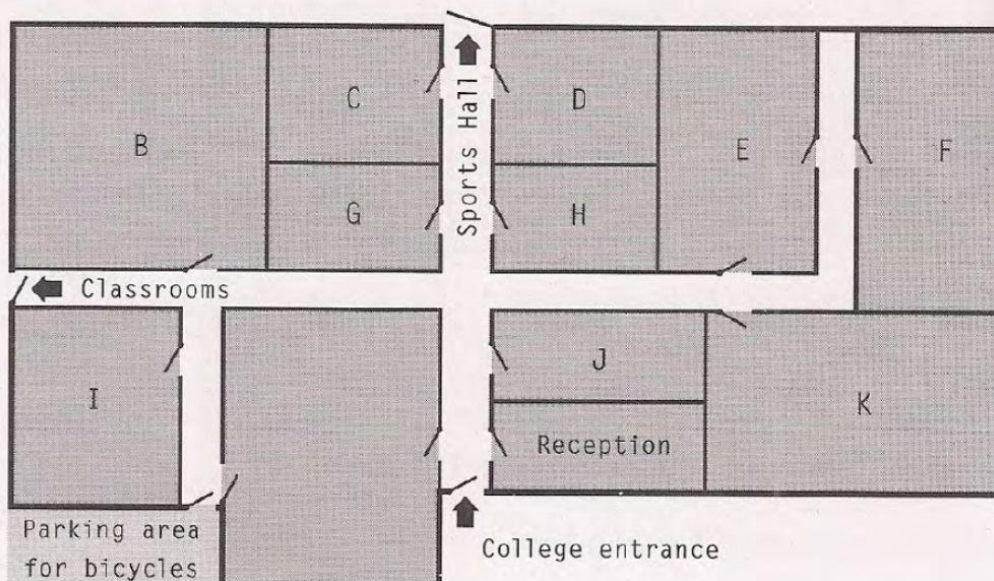 C
D
B
E
F
Sports Hall
G
H
Classrooms
J
I
K
Reception
Parking area
for bicycles
College entrance